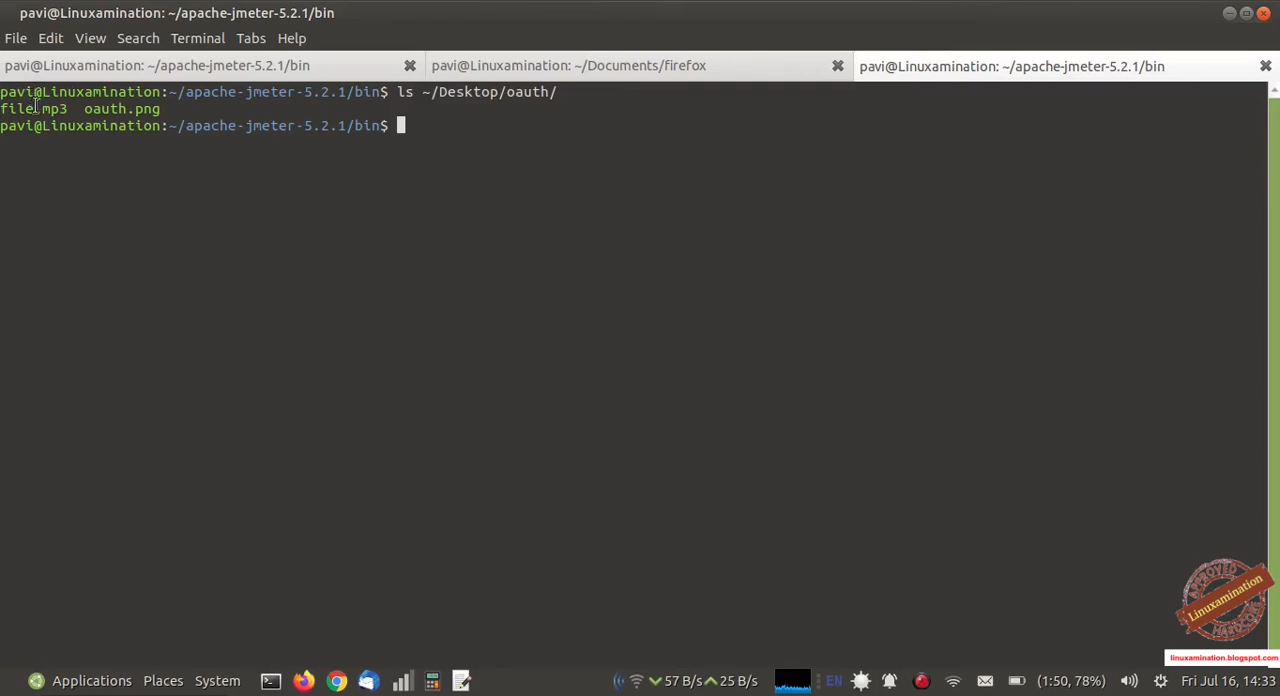 pavi@Linuxamination: ~/apache-jmeter-5.2.1/bin
File Edit View Search Terminal Tabs Help
pavi@Linuxamination: ~/apache-jmeter-5.2.1/bin pavi@Linuxamination: ~/Documents/firefox pavi@Linuxamination: ~/apache-jmeter-5.2.1/bin
pavi@Linuxamination:~/apache-jmeter-5.2.1/bin$ ls ~/Desktop/oauth/
file.mp3 oauth.png
pavi@Linuxamination:~/apache-jmeter-5.2.1/bin$
APPROVED
Linuxamination
HARDCORE
linuxamination.blogspot.com
Applications Places System 57 B/s 25 B/s EN (1:50, 78%) Fri Jul 16, 14:33